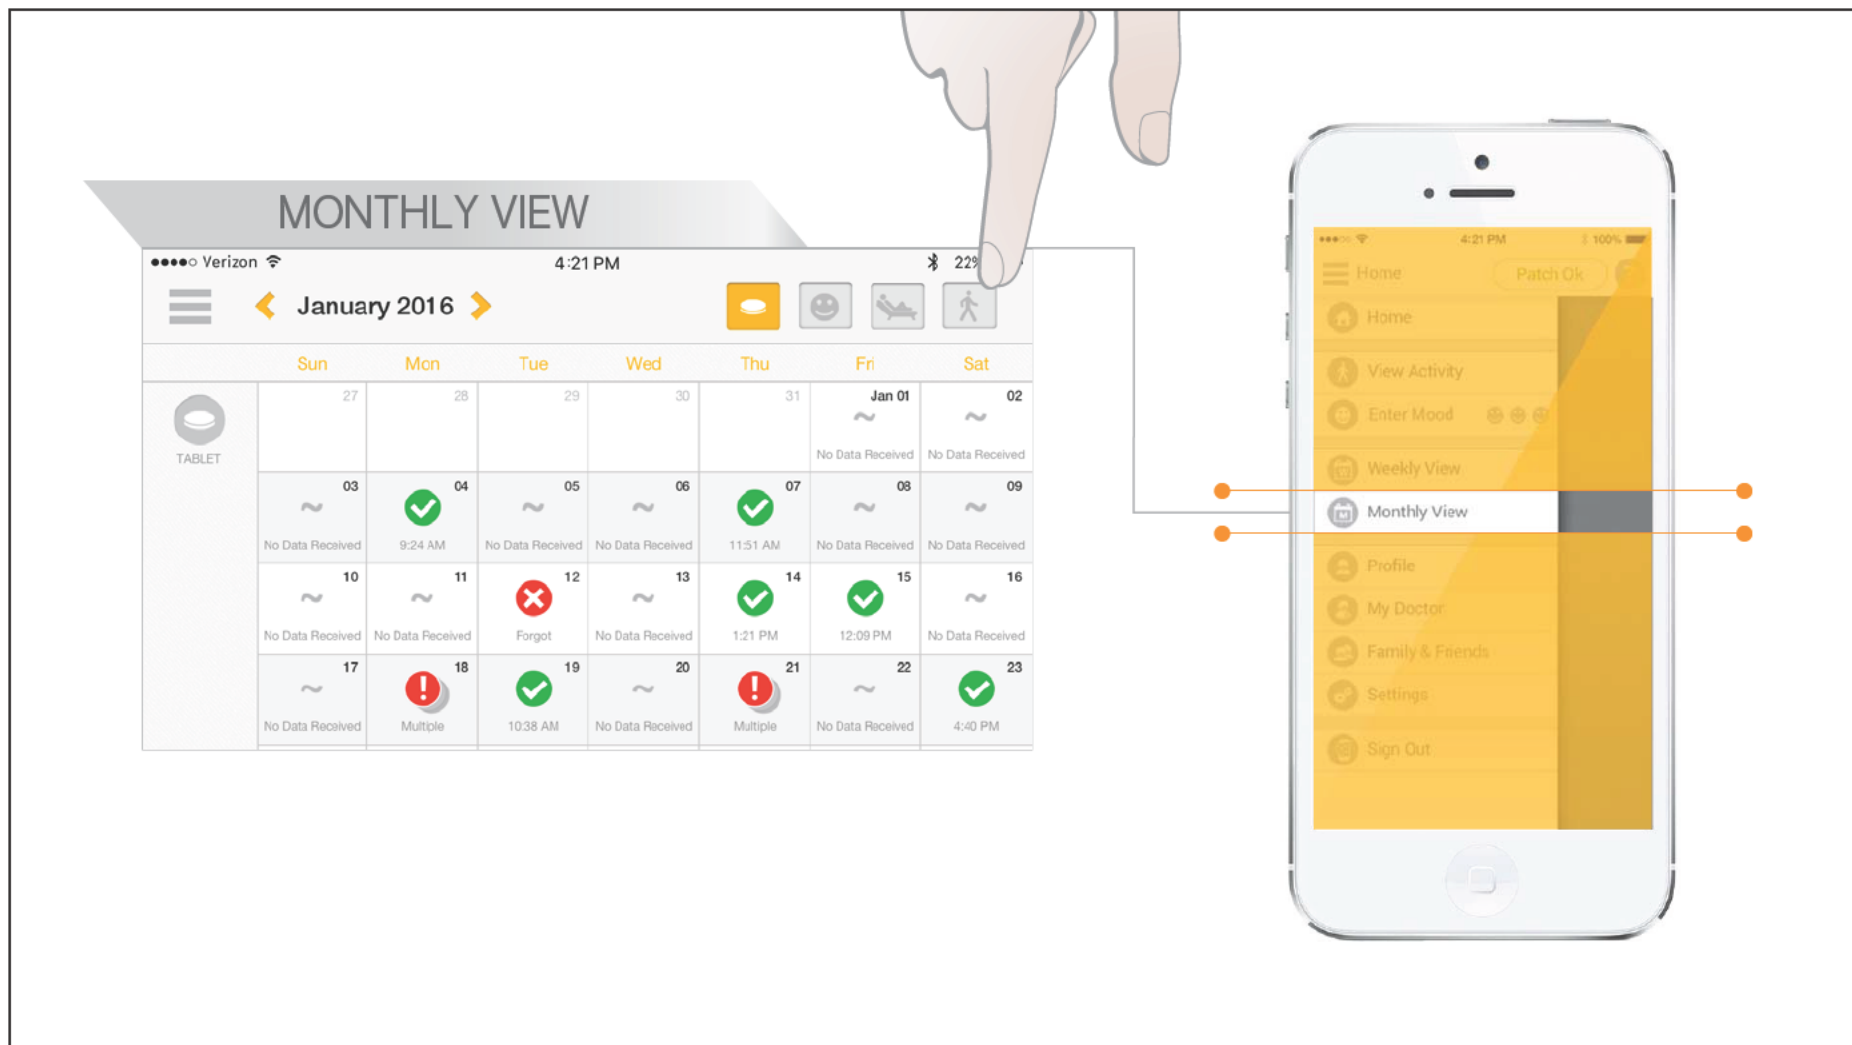 MONTHLY VIEW
Verizon 4:21 PM 22%
January 2016
Sun Mon Tue Wed Thu Fri Sat
TABLET
27 28 29 30 31 Jan 01 02
No Data Received No Data Received
03 04 05 06 07 08 09
No Data Received 9:24 AM No Data Received No Data Received 11:51 AM No Data Received No Data Received
10 11 12 13 14 15 16
No Data Received No Data Received Forgot No Data Received 1:21 PM 12:09 PM No Data Received
17 18 19 20 21 22 23
No Data Received Multiple 10:38 AM No Data Received Multiple No Data Received 4:40 PM
4:21 PM 100%
Home Patch Ok
Home
View Activity
Enter Mood
Weekly View
M Monthly View
Profile
My Doctor
Family & Friends
Settings
Sign Out